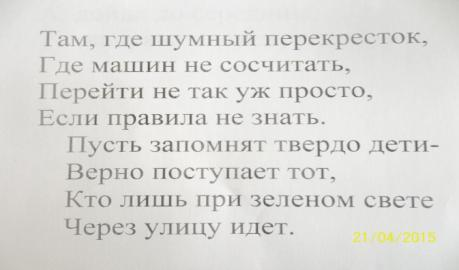 Там, где шумный перекресток,
Где машин не сосчитать,
Перейти не так уж просто,
Если правила не знать.
Пусть запомнят твердо дети-
Верно поступает тот,
Кто лишь при зеленом свете
Через улицу идет.
21/04/2015